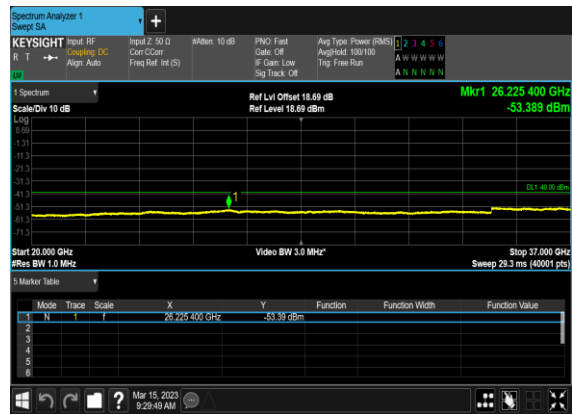 Spectrum Analyzer 1
Swept SA
+
KEYSIGHT Input: RF Input Z: 50 Ω #Atten: 10 dB PNO: Fast Avg Type: Power (RMS) 1 2 3 4 5 6
R T Coupling: DC Corr CCorr Gate: Off Avg|Hold: 100/100 A W W W W W
Align: Auto Freq Ref: Int (S) IF Gain: Low Trig: Free Run
Sig Track: Off A N N N N N
LXI
1 Spectrum Ref Lvl Offset 18.69 dB Mkr1 26.225 400 GHz
Scale/Div 10 dB Ref Level 18.69 dBm -53.389 dBm
Log
8.69
-1.31
-11.3
-21.3
-31.3
-41.3 DL1 -40.00 dBm
1
-51.3
-61.3
-71.3
Start 20.000 GHz Video BW 3.0 MHz* Stop 37.000 GHz
#Res BW 1.0 MHz Sweep 29.3 ms (40001 pts)
5 Marker Table
Mode Trace Scale X Y Function Function Width Function Value
1 N 1 f 26.225 400 GHz -53.39 dBm
2
3
4
5
6
? Mar 15, 2023
9:29:49 AM